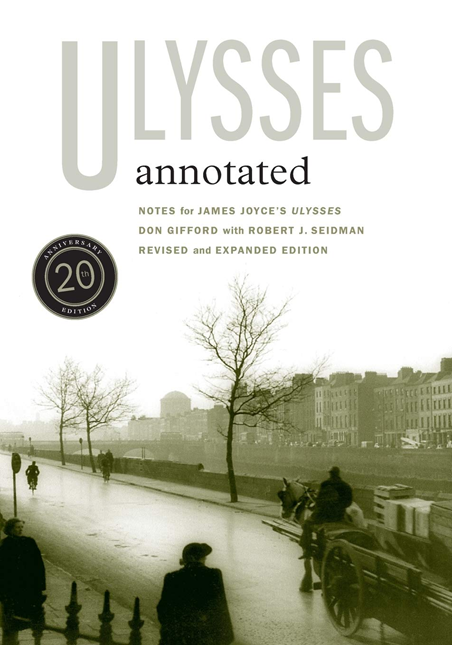 ULYSSES
annotated
NOTES for JAMES JOYCE'S ULYSSES
DON GIFFORD with ROBERT J. SEIDMAN
REVISED and EXPANDED EDITION
ANNIVERSARY
20th
EDITION